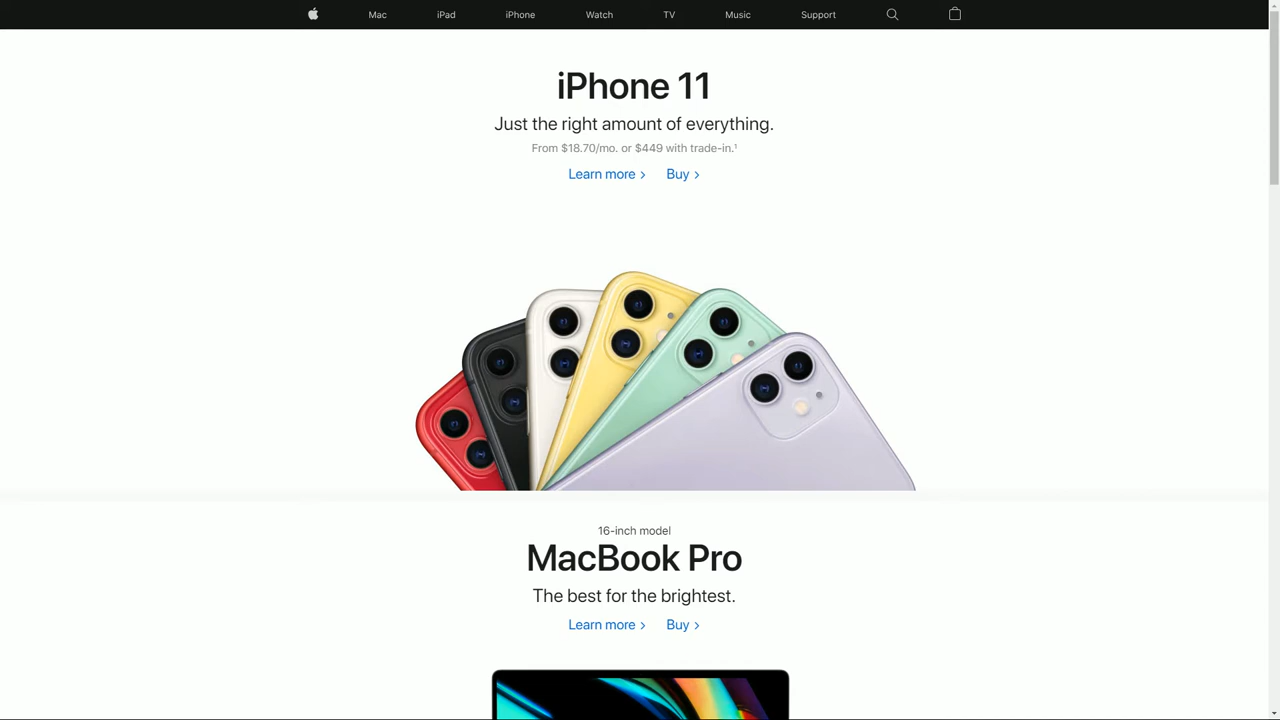 Mac iPad iPhone Watch TV Music Support
iPhone 11
Just the right amount of everything.
From $18.70/mo. or $449 with trade-in.¹
Learn more > Buy >
16-inch model
MacBook Pro
The best for the brightest.
Learn more > Buy >